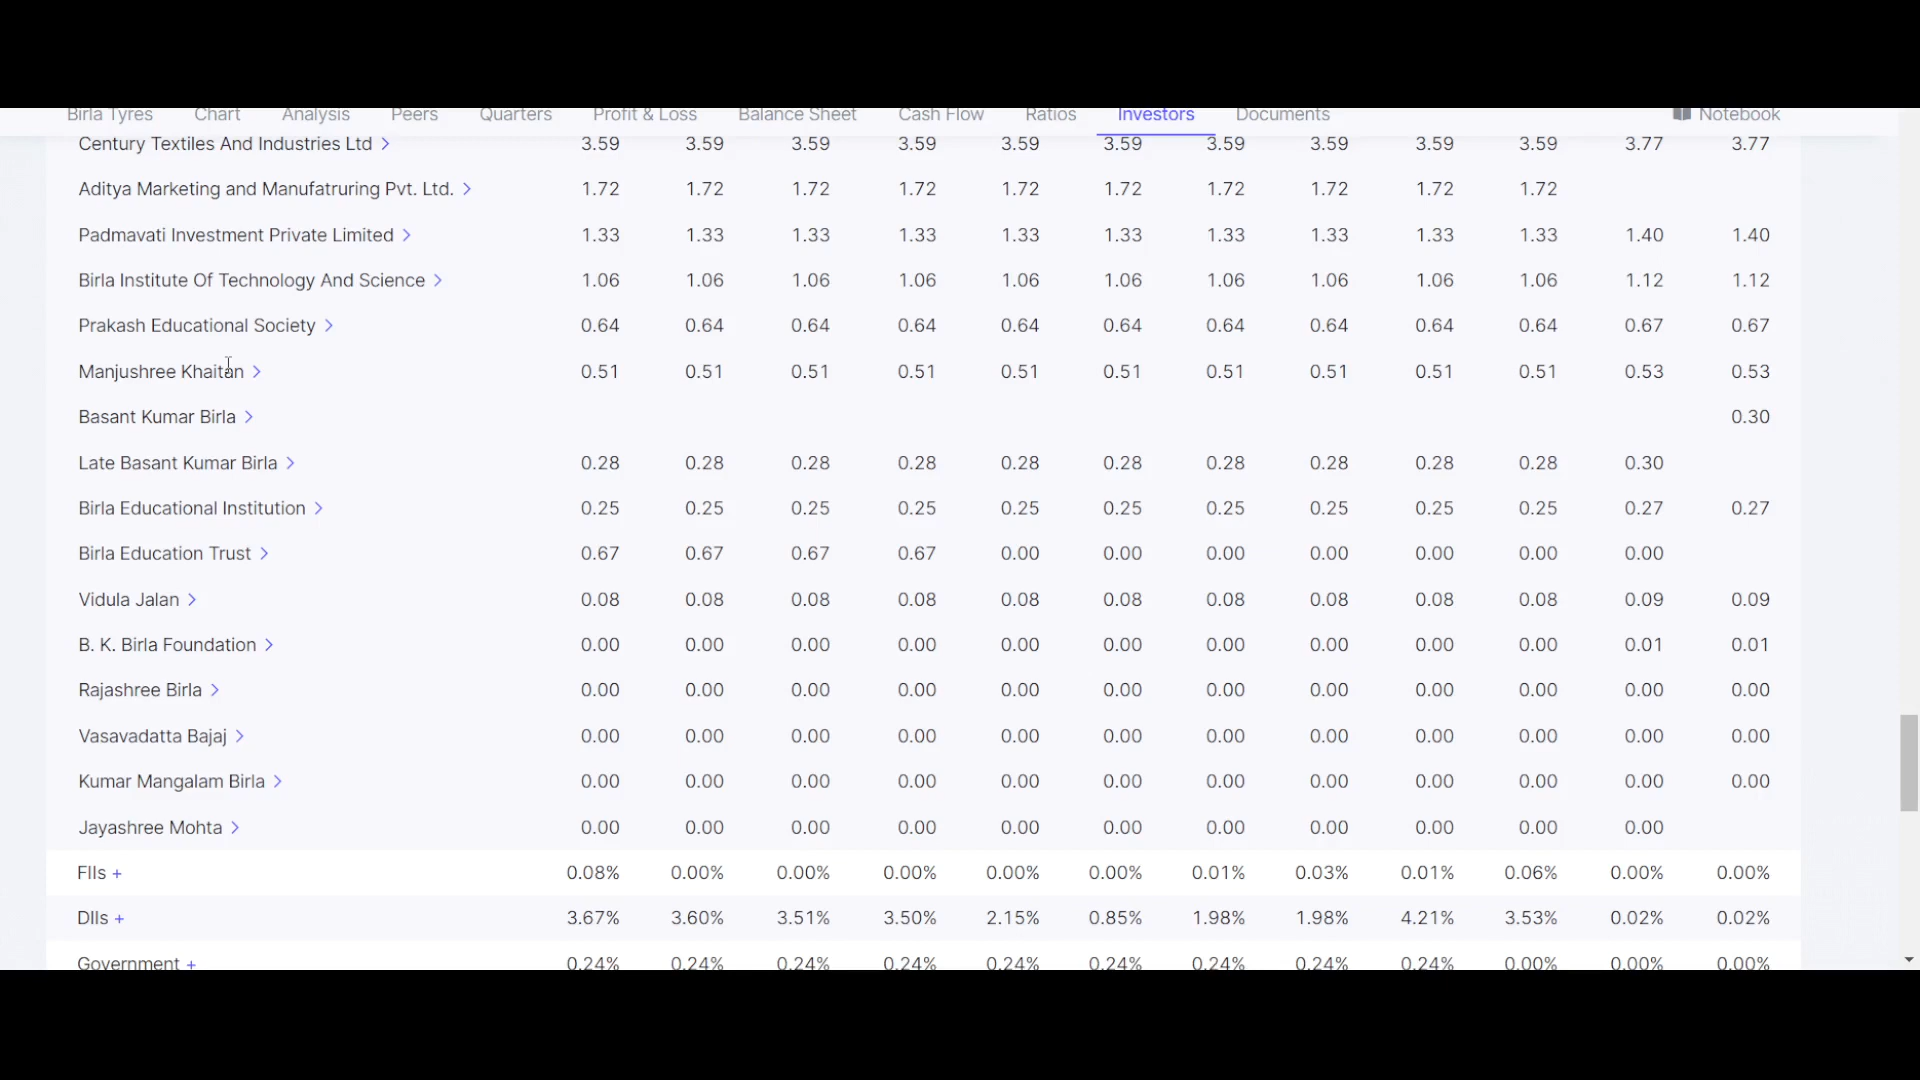 Birla Tyres Chart Analysis Peers Quarters Profit & Loss Balance Sheet Cash Flow Ratios Investors Documents Notebook
Century Textiles And Industries Ltd > 3.59 3.59 3.59 3.59 3.59 3.59 3.59 3.59 3.59 3.59 3.77 3.77
Aditya Marketing and Manufatruring Pvt. Ltd. > 1.72 1.72 1.72 1.72 1.72 1.72 1.72 1.72 1.72 1.72
Padmavati Investment Private Limited > 1.33 1.33 1.33 1.33 1.33 1.33 1.33 1.33 1.33 1.33 1.40 1.40
Birla Institute Of Technology And Science > 1.06 1.06 1.06 1.06 1.06 1.06 1.06 1.06 1.06 1.06 1.12 1.12
Prakash Educational Society > 0.64 0.64 0.64 0.64 0.64 0.64 0.64 0.64 0.64 0.64 0.67 0.67
Manjushree Khaitan > 0.51 0.51 0.51 0.51 0.51 0.51 0.51 0.51 0.51 0.51 0.53 0.53
Basant Kumar Birla > 0.30
Late Basant Kumar Birla > 0.28 0.28 0.28 0.28 0.28 0.28 0.28 0.28 0.28 0.28 0.30
Birla Educational Institution > 0.25 0.25 0.25 0.25 0.25 0.25 0.25 0.25 0.25 0.25 0.27 0.27
Birla Education Trust > 0.67 0.67 0.67 0.67 0.00 0.00 0.00 0.00 0.00 0.00 0.00
Vidula Jalan > 0.08 0.08 0.08 0.08 0.08 0.08 0.08 0.08 0.08 0.08 0.09 0.09
B. K. Birla Foundation > 0.00 0.00 0.00 0.00 0.00 0.00 0.00 0.00 0.00 0.00 0.01 0.01
Rajashree Birla > 0.00 0.00 0.00 0.00 0.00 0.00 0.00 0.00 0.00 0.00 0.00 0.00
Vasavadatta Bajaj > 0.00 0.00 0.00 0.00 0.00 0.00 0.00 0.00 0.00 0.00 0.00 0.00
Kumar Mangalam Birla > 0.00 0.00 0.00 0.00 0.00 0.00 0.00 0.00 0.00 0.00 0.00 0.00
Jayashree Mohta > 0.00 0.00 0.00 0.00 0.00 0.00 0.00 0.00 0.00 0.00 0.00
FIIs + 0.08% 0.00% 0.00% 0.00% 0.00% 0.00% 0.01% 0.03% 0.01% 0.06% 0.00% 0.00%
DIIs + 3.67% 3.60% 3.51% 3.50% 2.15% 0.85% 1.98% 1.98% 4.21% 3.53% 0.02% 0.02%
Government + 0.24% 0.24% 0.24% 0.24% 0.24% 0.24% 0.24% 0.24% 0.24% 0.00% 0.00% 0.00%